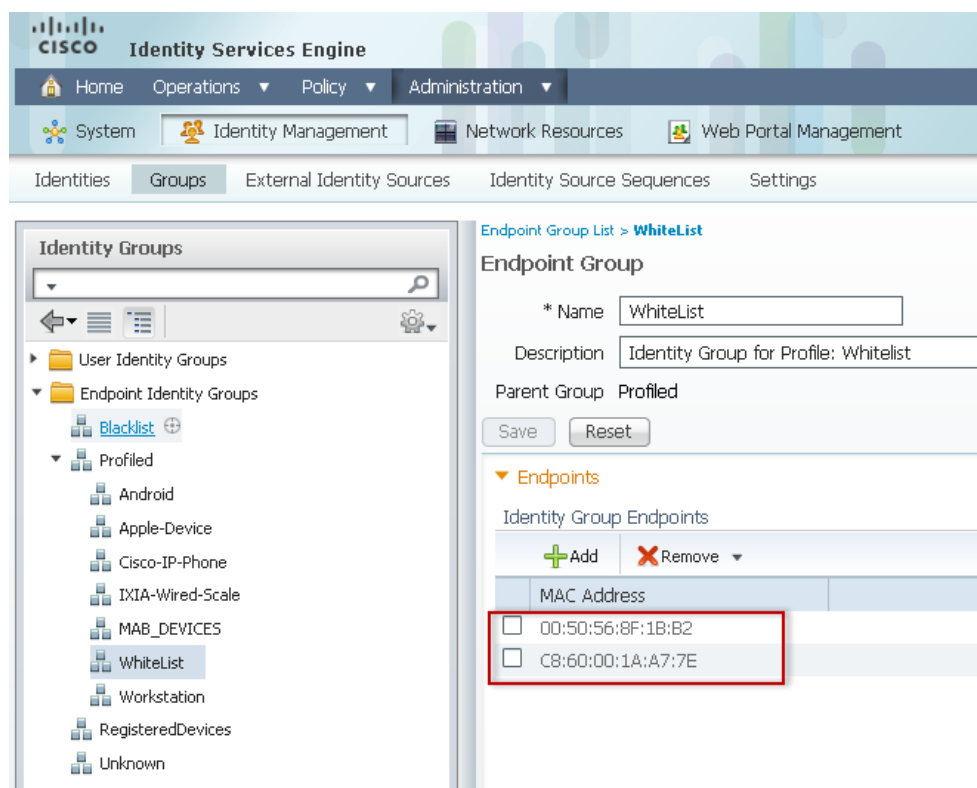 CISCO Identity Services Engine
Home Operations Policy Administration
System Identity Management Network Resources Web Portal Management
Identities Groups External Identity Sources Identity Source Sequences Settings
Identity Groups
User Identity Groups
Endpoint Identity Groups
Blacklist
Profiled
Android
Apple-Device
Cisco-IP-Phone
IXIA-Wired-Scale
MAB_DEVICES
WhiteList
Workstation
RegisteredDevices
Unknown
Endpoint Group List > WhiteList
Endpoint Group
* Name WhiteList
Description Identity Group for Profile: Whitelist
Parent Group Profiled
Save Reset
Endpoints
Identity Group Endpoints
Add Remove
MAC Address
00:50:56:8F:1B:B2
C8:60:00:1A:A7:7E